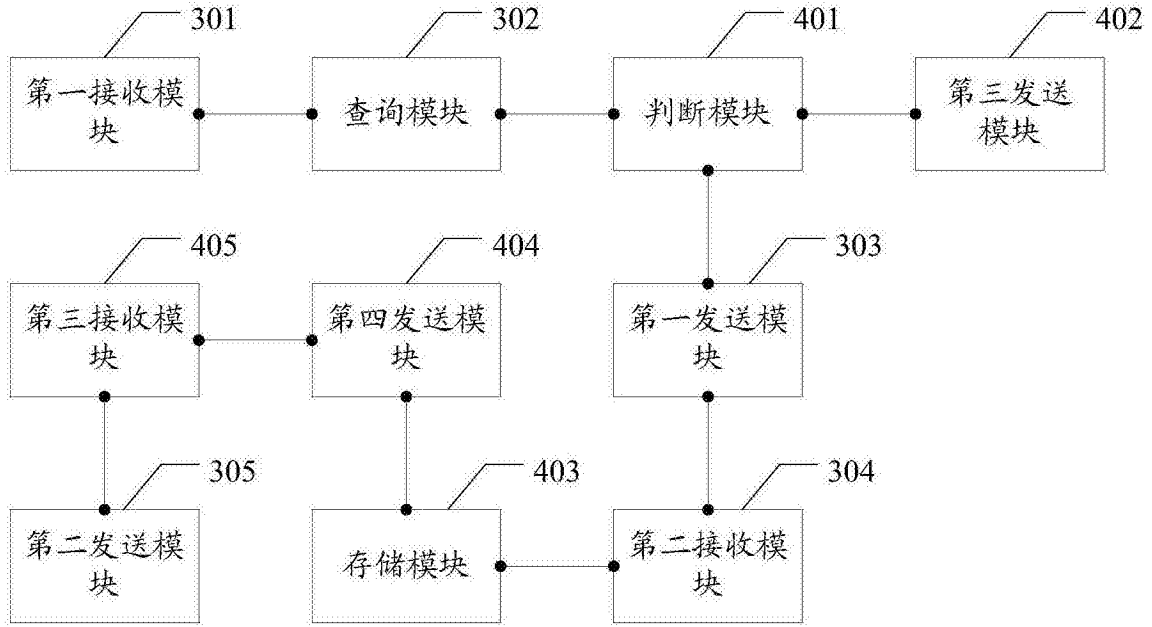 301
302
401
402
第一接收模
块
查询模块
判断模块
第三发送
模块
405
404
303
第三接收模
块
第四发送模
块
第一发送模
块
305
403
304
第二发送模
块
存储模块
第二接收模
块